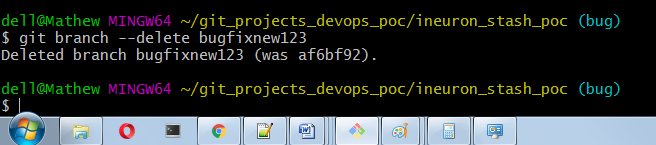 dell@Mathew MINGW64 ~/git_projects_devops_poc/ineuron_stash_poc (bug)
$ git branch --delete bugfixnew123
Deleted branch bugfixnew123 (was af6bf92).
dell@Mathew MINGW64 ~/git_projects_devops_poc/ineuron_stash_poc (bug)
$